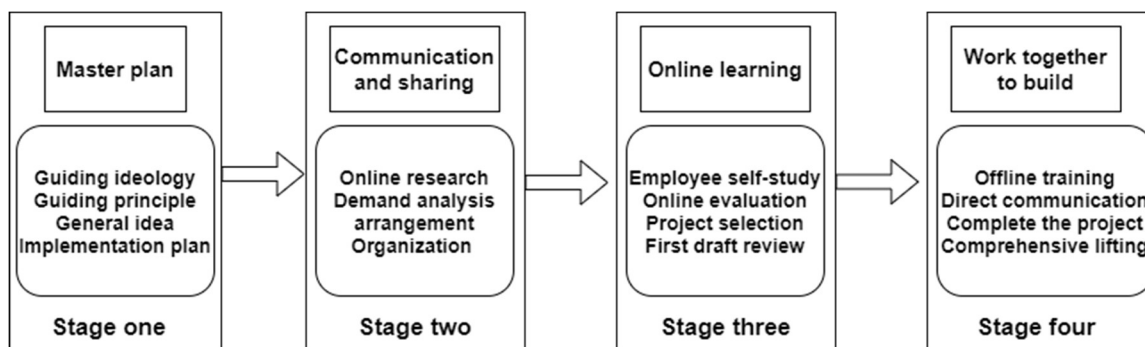 Master plan
Guiding ideology
Guiding principle
General idea
Implementation plan
Stage one
Communication
and sharing
Online research
Demand analysis
arrangement
Organization
Stage two
Online learning
Employee self-study
Online evaluation
Project selection
First draft review
Stage three
Work together
to build
Offline training
Direct communication
Complete the project
Comprehensive lifting
Stage four